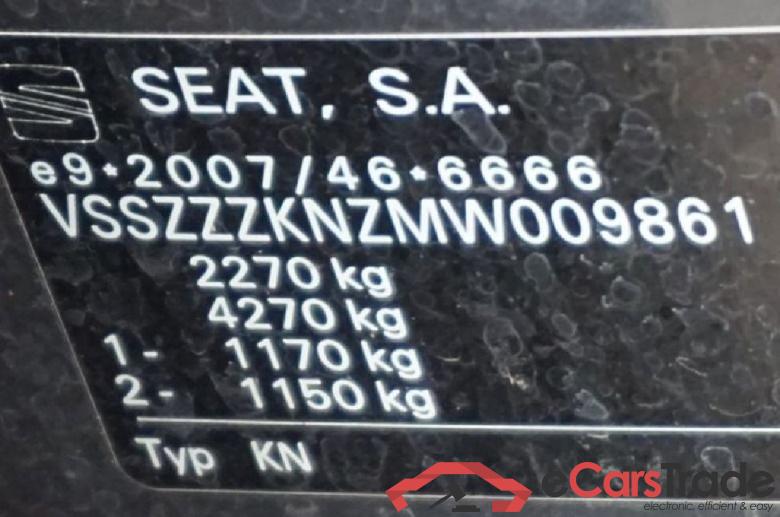 SEAT, S.A.
e9*2007/46*6666
VSSZZZKNZMW009861
2270 kg
4270 kg
1- 1170 kg
2- 1150 kg
Typ KN
eCarsTrade
electronic, efficient & easy